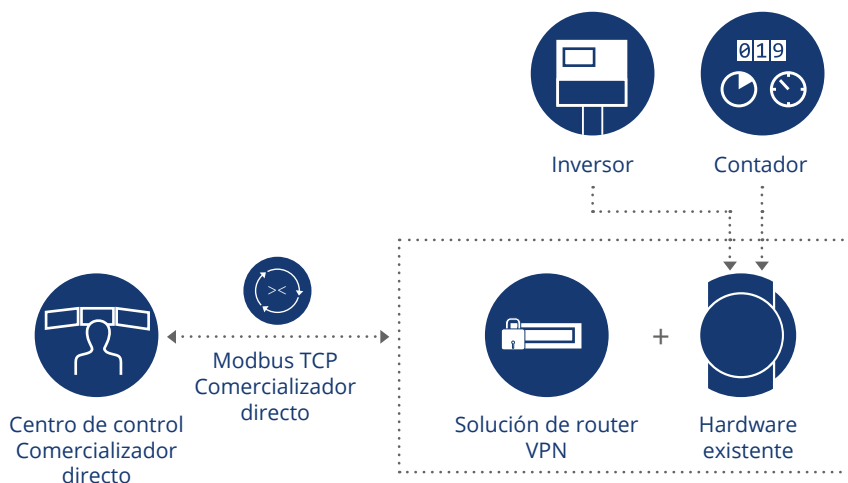 019
Inversor
Contador
Modbus TCP
Comercializador
directo
Centro de control
Comercializador
directo
Solución de router
VPN
+
Hardware
existente